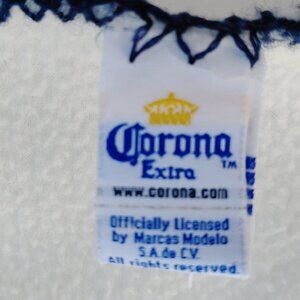 Corona
Extra
TM
www.corona.com
Officially Licensed
by Marcas Modelo
S.A. de C.V.
All rights reserved